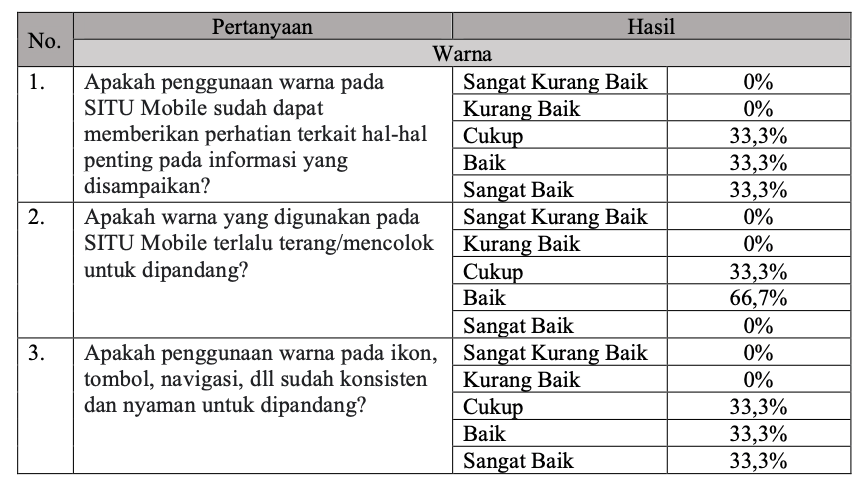 No. Pertanyaan Hasil
Warna
1. Apakah penggunaan warna pada Sangat Kurang Baik 0%
SITU Mobile sudah dapat Kurang Baik 0%
memberikan perhatian terkait hal-hal Cukup 33,3%
penting pada informasi yang Baik 33,3%
disampaikan? Sangat Baik 33,3%
2. Apakah warna yang digunakan pada Sangat Kurang Baik 0%
SITU Mobile terlalu terang/mencolok Kurang Baik 0%
untuk dipandang? Cukup 33,3%
Baik 66,7%
Sangat Baik 0%
3. Apakah penggunaan warna pada ikon, Sangat Kurang Baik 0%
tombol, navigasi, dll sudah konsisten Kurang Baik 0%
dan nyaman untuk dipandang? Cukup 33,3%
Baik 33,3%
Sangat Baik 33,3%